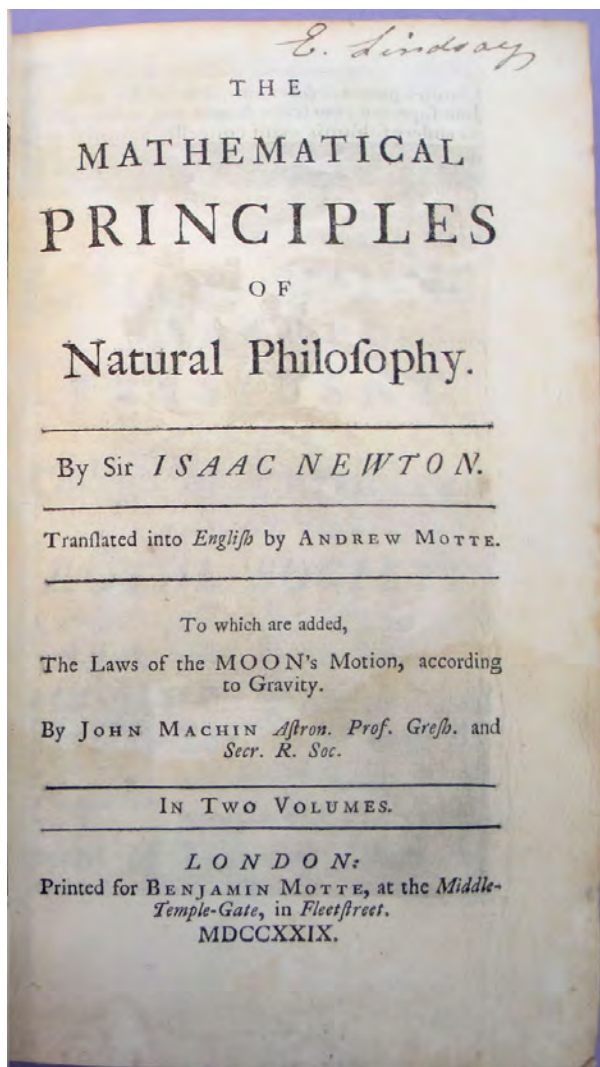 E. Lindsay
THE
MATHEMATICAL
PRINCIPLES
OF
Natural Philoſophy.
By Sir ISAAC NEWTON.
Tranſlated into Engliſh by ANDREW MOTTE.
To which are added,
The Laws of the MOON's Motion, according
to Gravity.
By JOHN MACHIN Aſtron. Prof. Greſh. and
Secr. R. Soc.
IN TWO VOLUMES.
LONDON:
Printed for BENJAMIN MOTTE, at the Middle-
Temple-Gate, in Fleetſtreet.
MDCCXXIX.